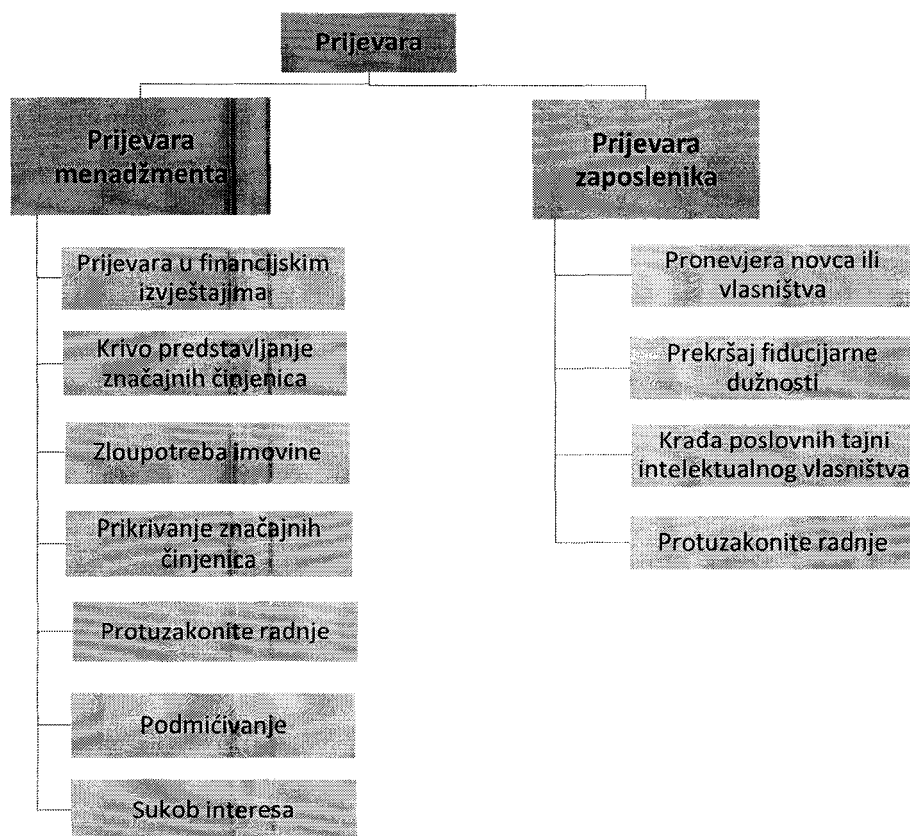 Prijevara
Prijevara
menadžmenta
Prijevara u financijskim
izvještajima
Krivo predstavljanje
značajnih činjenica
Zloupotreba imovine
Prikrivanje značajnih
činjenica
Protuzakonite radnje
Podmićivanje
Sukob interesa
Prijevara
zaposlenika
Pronevjera novca ili
vlasništva
Prekršaj fiducijarne
dužnosti
Krađa poslovnih tajni
intelektualnog vlasništva
Protuzakonite radnje